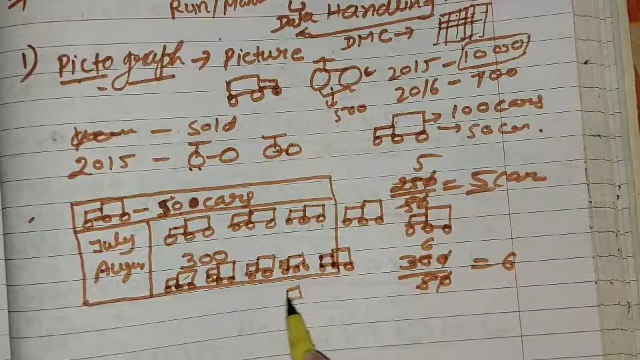 Run/
Data Handling
DMC →
1) Pictograph → Picture
2015 – 10000
2016 – 700
500
100 cars
50 car.
– Sold
2015 –
– 500 cars
July
Augu
300
5
250/50 = 5 car
6
300/50 = 6